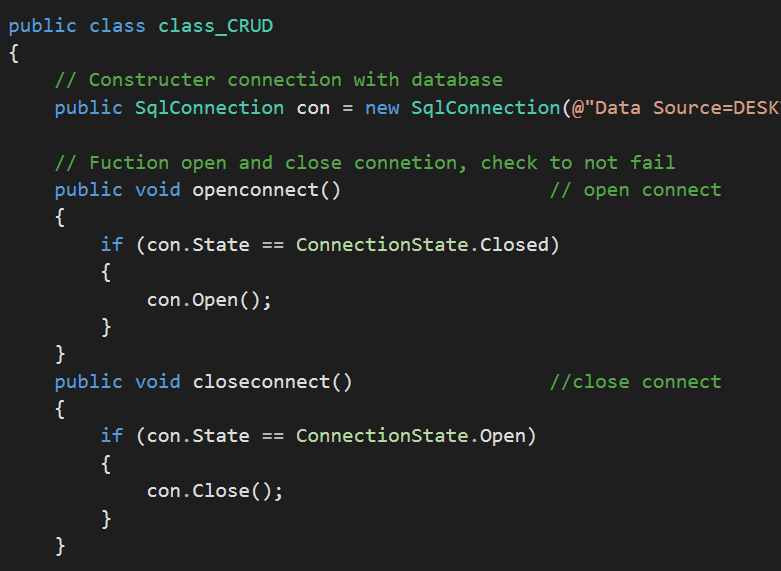 public class class_CRUD
{
// Constructer connection with database
public SqlConnection con = new SqlConnection(@"Data Source=DESK
// Fuction open and close connetion, check to not fail
public void openconnect() // open connect
{
if (con.State == ConnectionState.Closed)
{
con.Open();
}
}
public void closeconnect() //close connect
{
if (con.State == ConnectionState.Open)
{
con.Close();
}
}